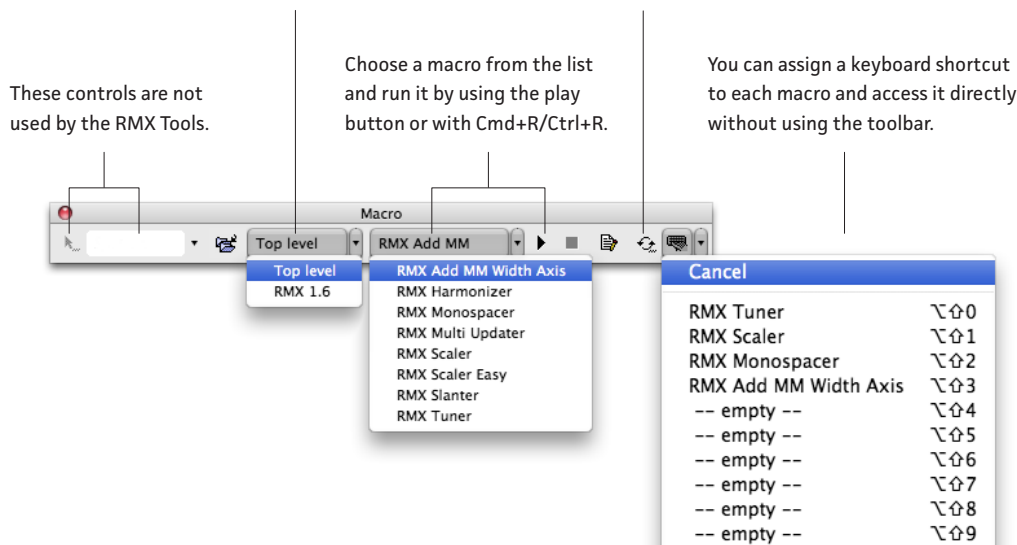 These controls are not
used by the RMX Tools.
Choose a macro from the list
and run it by using the play
button or with Cmd+R/Ctrl+R.
You can assign a keyboard shortcut
to each macro and access it directly
without using the toolbar.
Macro
Top level
RMX Add MM
Top level
RMX 1.6
RMX Add MM Width Axis
RMX Harmonizer
RMX Monospacer
RMX Multi Updater
RMX Scaler
RMX Scaler Easy
RMX Slanter
RMX Tuner
Cancel
RMX Tuner ⌥⇧0
RMX Scaler ⌥⇧1
RMX Monospacer ⌥⇧2
RMX Add MM Width Axis ⌥⇧3
-- empty -- ⌥⇧4
-- empty -- ⌥⇧5
-- empty -- ⌥⇧6
-- empty -- ⌥⇧7
-- empty -- ⌥⇧8
-- empty -- ⌥⇧9